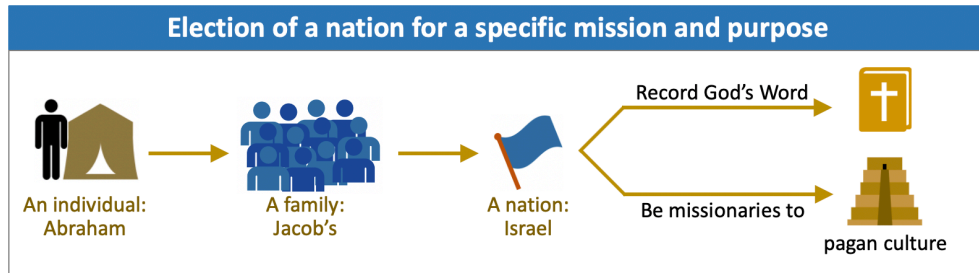 Election of a nation for a specific mission and purpose
Record God's Word
An individual:
Abraham
A family:
Jacob's
A nation:
Israel
Be missionaries to
pagan culture